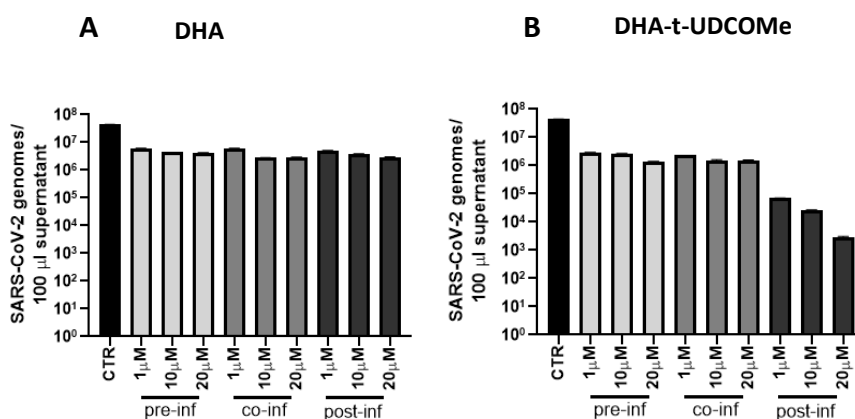 A DHA
SARS-CoV-2 genomes/
100 µl supernatant
10⁸
10⁷
10⁶
10⁵
10⁴
10³
10²
10¹
10⁰
CTR 1µM 10µM 20µM 1µM 10µM 20µM 1µM 10µM 20µM
pre-inf co-inf post-inf
B DHA-t-UDCOMe
SARS-CoV-2 genomes/
100 µl supernatant
10⁸
10⁷
10⁶
10⁵
10⁴
10³
10²
10¹
10⁰
CTR 1µM 10µM 20µM 1µM 10µM 20µM 1µM 10µM 20µM
pre-inf co-inf post-inf